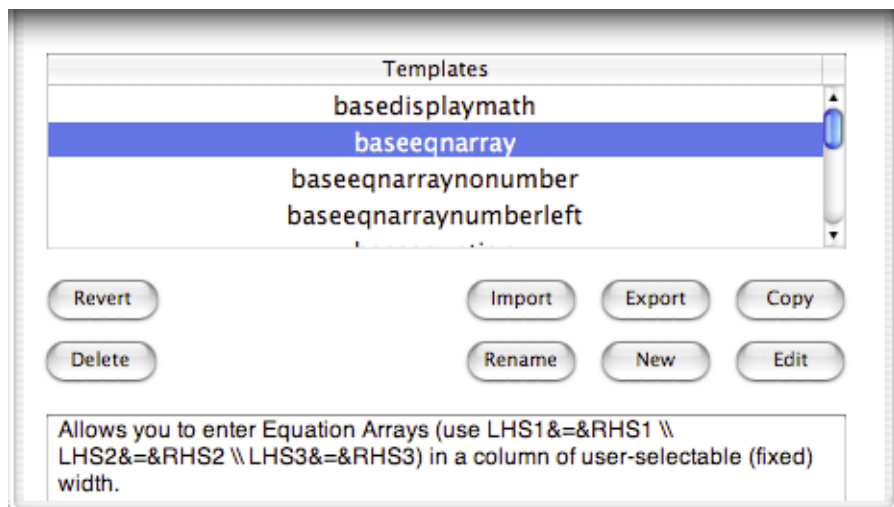 Templates
basedisplaymath
baseeqnarray
baseeqnarraynonumber
baseeqnarraynumberleft
Revert Import Export Copy
Delete Rename New Edit
Allows you to enter Equation Arrays (use LHS1&=&RHS1 \\
LHS2&=&RHS2 \\ LHS3&=&RHS3) in a column of user-selectable (fixed)
width.